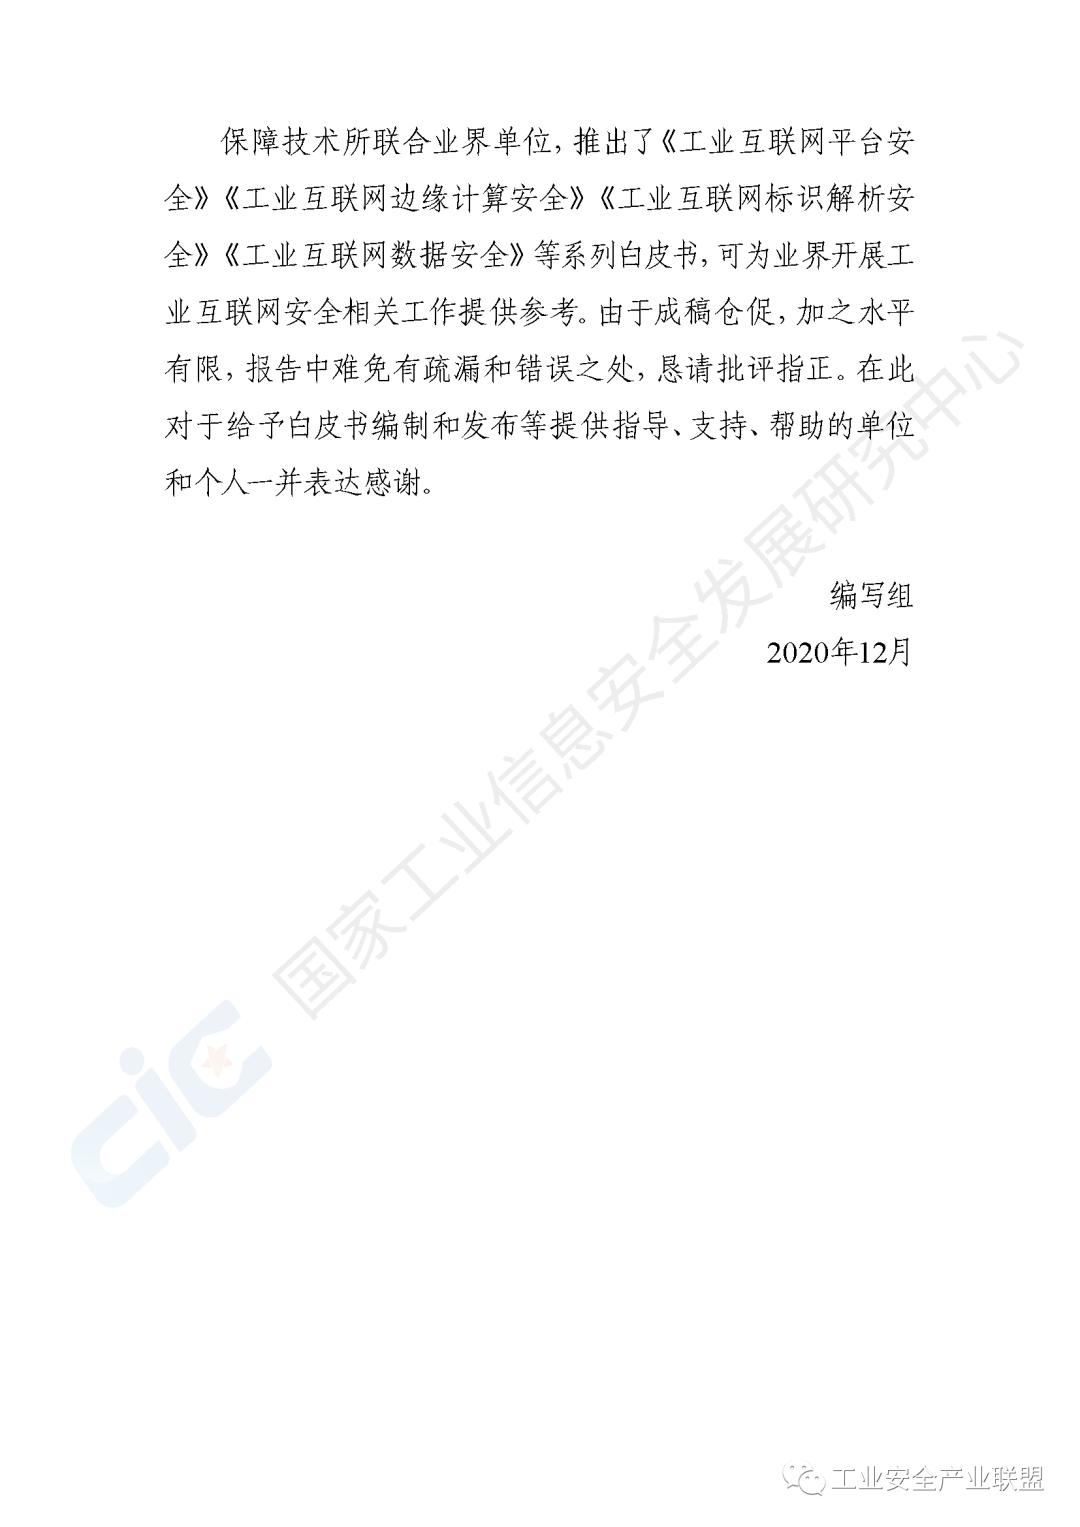 保障技术所联合业界单位，推出了《工业互联网平台安
全》《工业互联网边缘计算安全》《工业互联网标识解析安
全》《工业互联网数据安全》等系列白皮书，可为业界开展工
业互联网安全相关工作提供参考。由于成稿仓促，加之水平
有限，报告中难免有疏漏和错误之处，恳请批评指正。在此
对于给予白皮书编制和发布等提供指导、支持、帮助的单位
和个人一并表达感谢。
编写组
2020年12月
国家工业信息安全发展研究中心
CIC
工业安全产业联盟